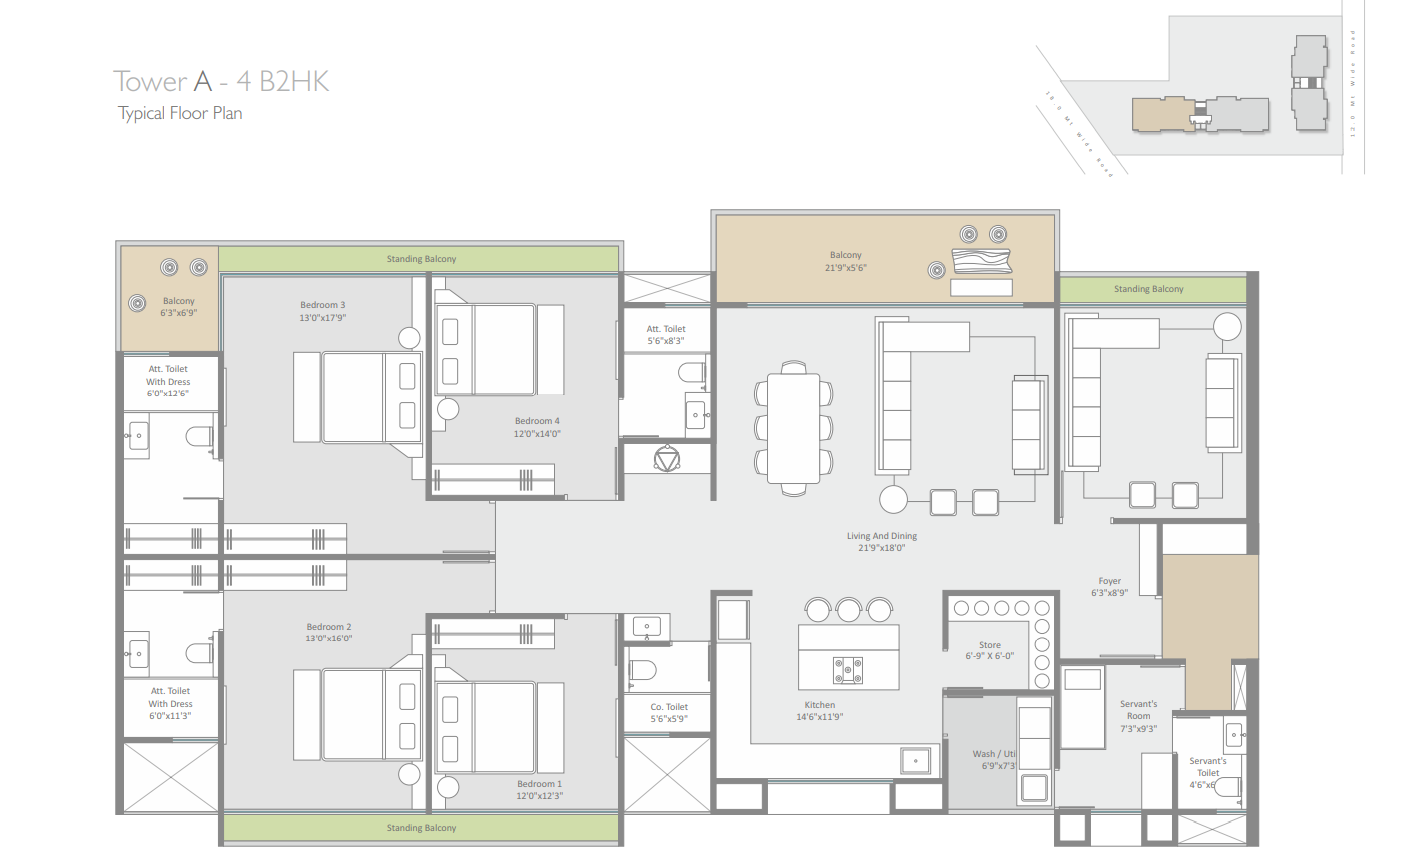 Tower A - 4 B2HK
Typical Floor Plan
18.0 Mt Wide Road
12.0 Mt Wide Road
Standing Balcony
Balcony
6'3"x6'9"
Bedroom 3
13'0"x17'9"
Att. Toilet
With Dress
6'0"x12'6"
Bedroom 4
12'0"x14'0"
Att. Toilet
5'6"x8'3"
Balcony
21'9"x5'6"
Standing Balcony
Living And Dining
21'9"x18'0"
Foyer
6'3"x8'9"
Bedroom 2
13'0"x16'0"
Att. Toilet
With Dress
6'0"x11'3"
Bedroom 1
12'0"x12'3"
Co. Toilet
5'6"x5'9"
Kitchen
14'6"x11'9"
Store
6'-9" X 6'-0"
Wash / Uti
6'9"x7'3
Servant's
Room
7'3"x9'3"
Servant's
Toilet
4'6"x6
Standing Balcony